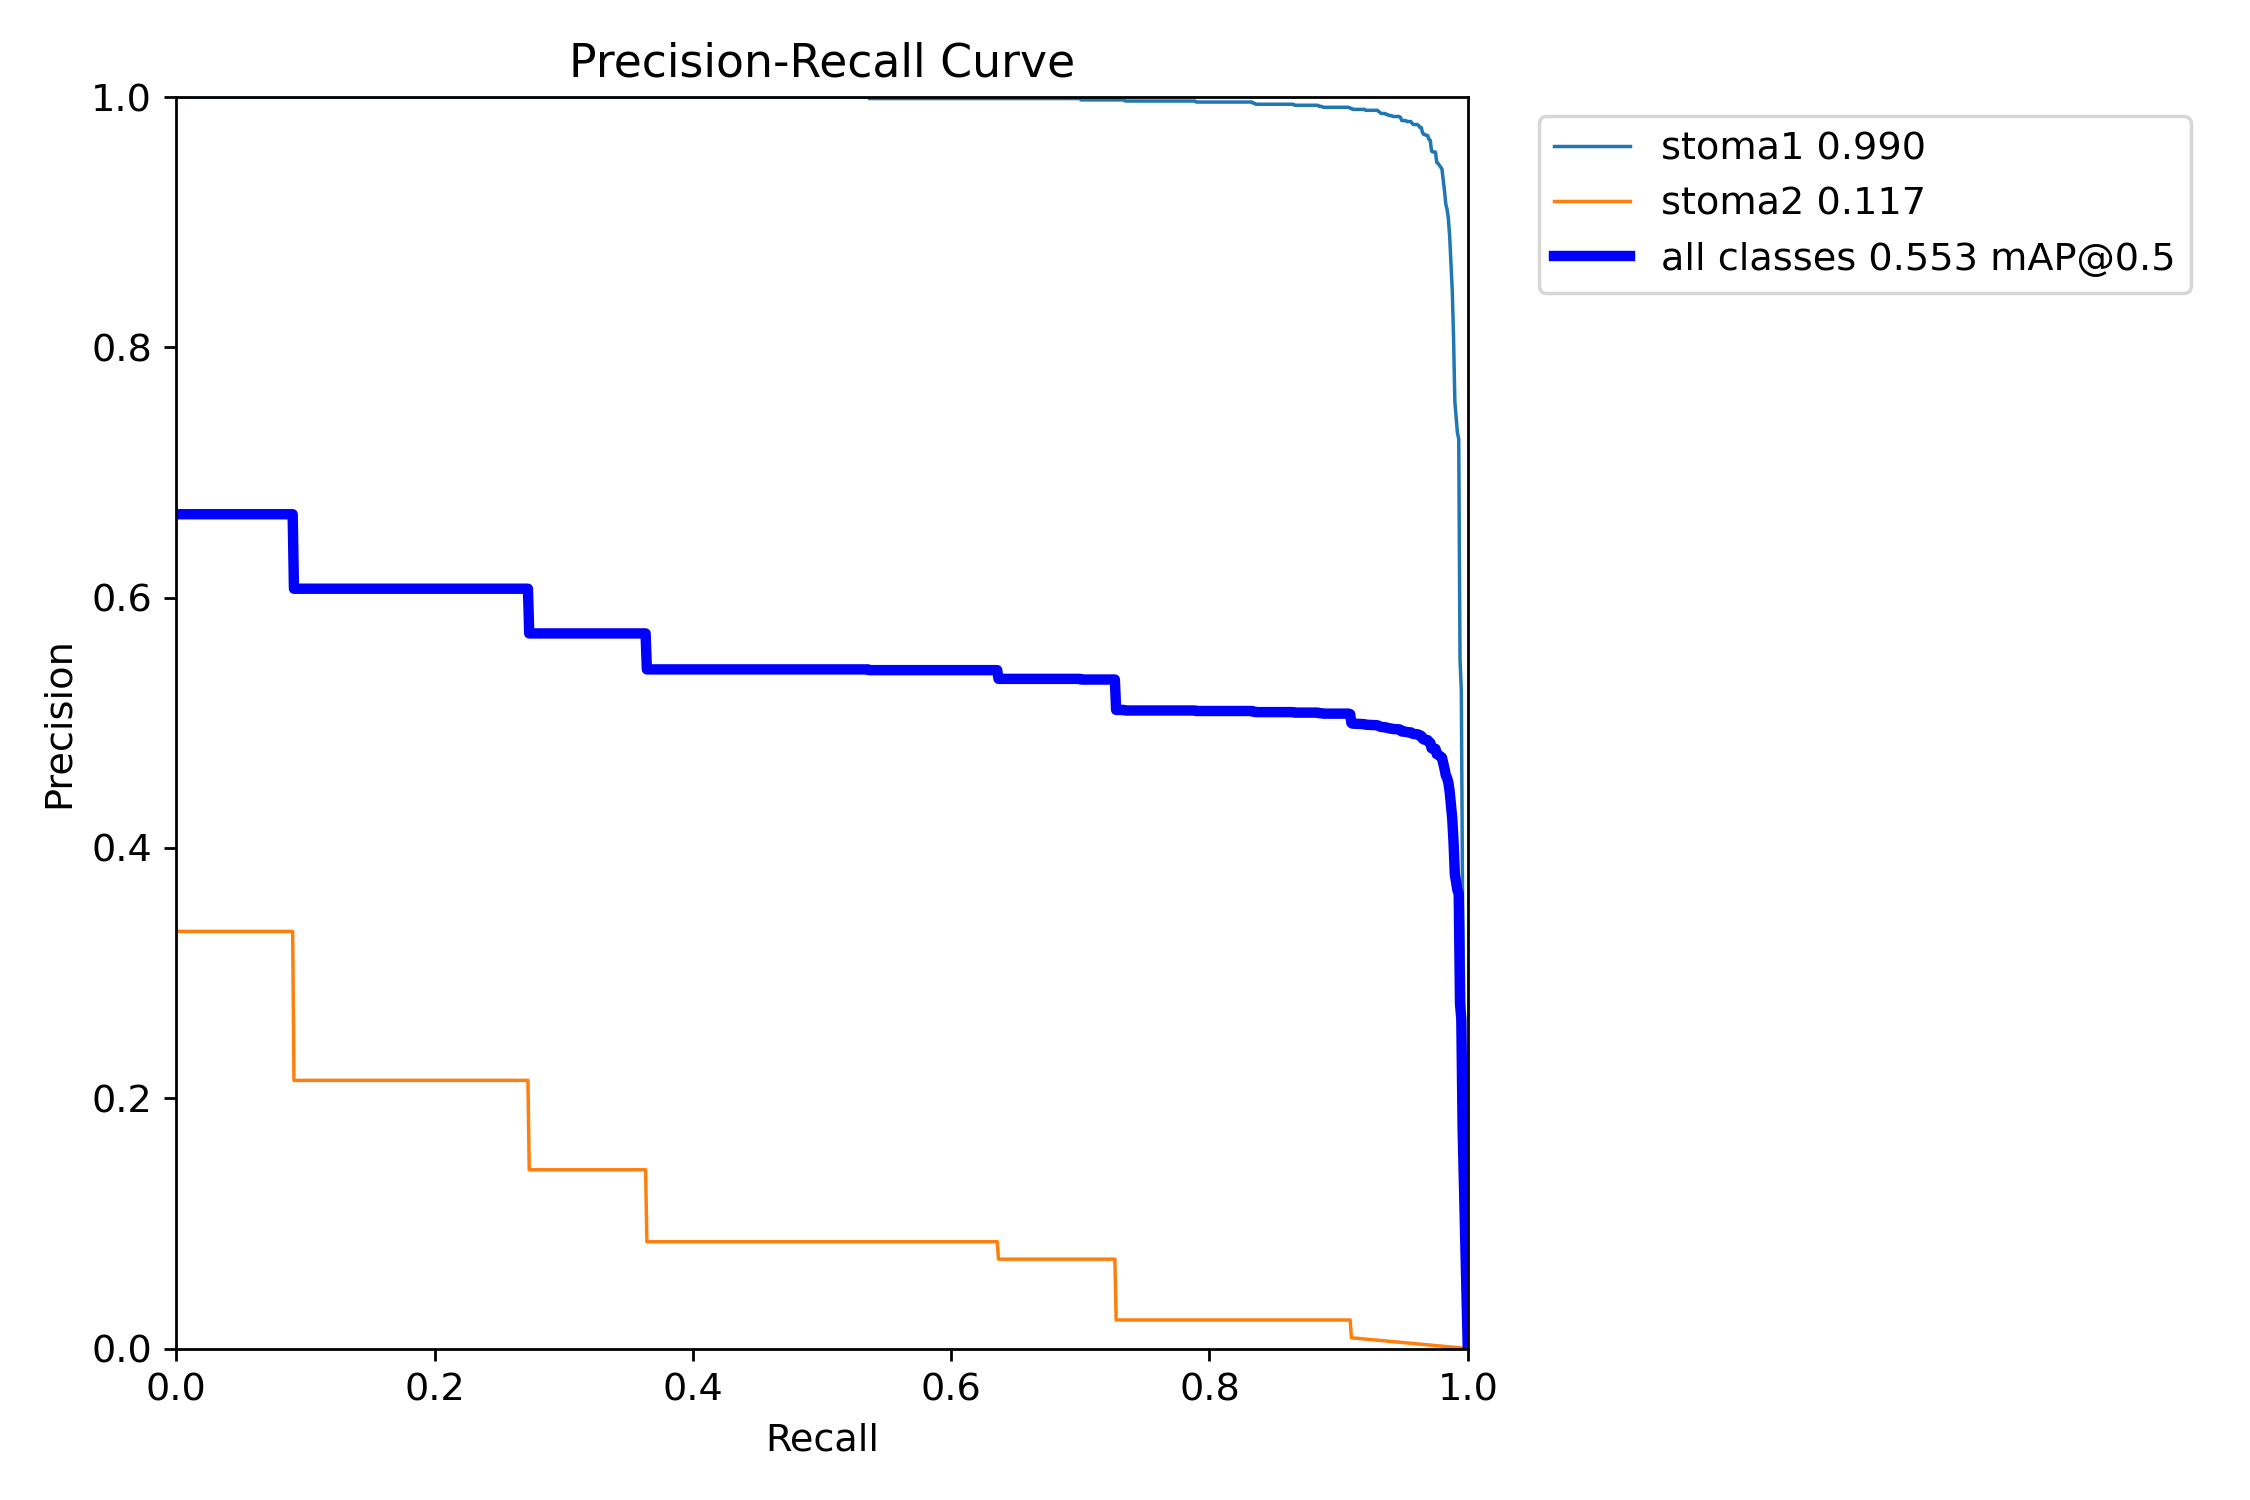 Precision-Recall Curve
stoma1 0.990
stoma2 0.117
all classes 0.553 mAP@0.5
Precision
1.0
0.8
0.6
0.4
0.2
0.0
0.0 0.2 0.4 0.6 0.8 1.0
Recall